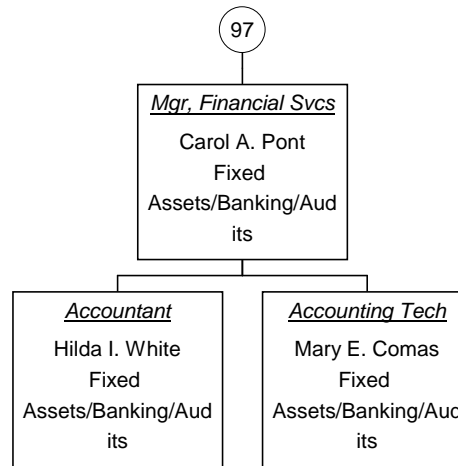 97
Mgr, Financial Svcs
Carol A. Pont
Fixed
Assets/Banking/Aud
its
Accountant
Hilda I. White
Fixed
Assets/Banking/Aud
its
Accounting Tech
Mary E. Comas
Fixed
Assets/Banking/Aud
its